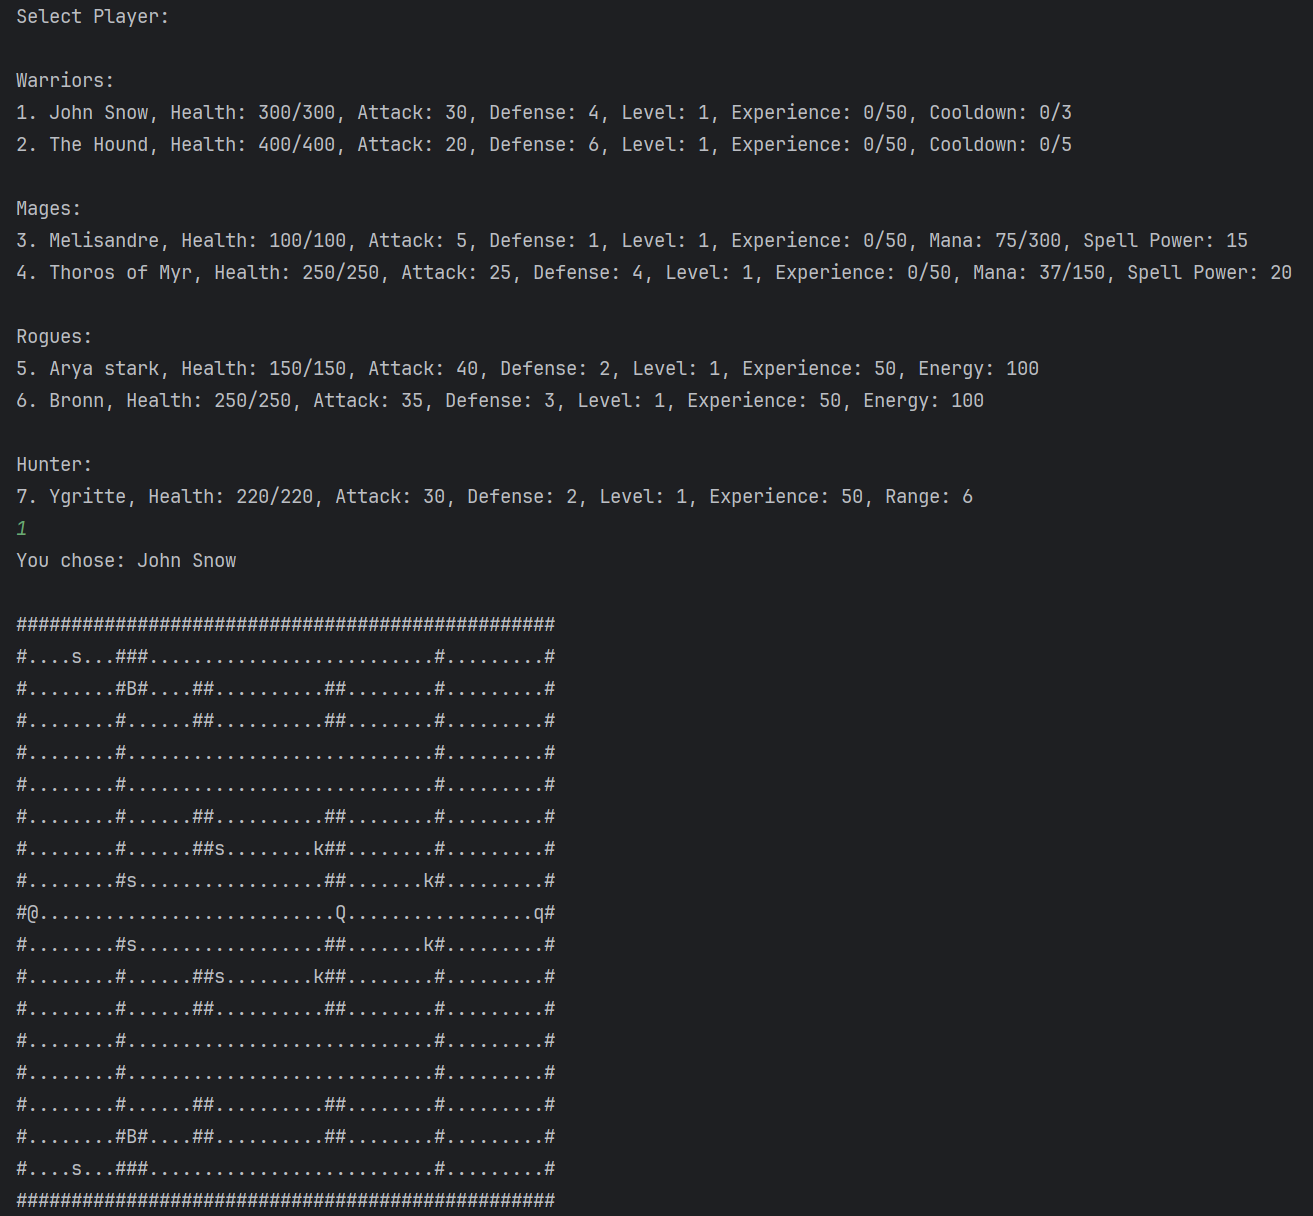 Select Player:
Warriors:
1. John Snow, Health: 300/300, Attack: 30, Defense: 4, Level: 1, Experience: 0/50, Cooldown: 0/3
2. The Hound, Health: 400/400, Attack: 20, Defense: 6, Level: 1, Experience: 0/50, Cooldown: 0/5
Mages:
3. Melisandre, Health: 100/100, Attack: 5, Defense: 1, Level: 1, Experience: 0/50, Mana: 75/300, Spell Power: 15
4. Thoros of Myr, Health: 250/250, Attack: 25, Defense: 4, Level: 1, Experience: 0/50, Mana: 37/150, Spell Power: 20
Rogues:
5. Arya stark, Health: 150/150, Attack: 40, Defense: 2, Level: 1, Experience: 50, Energy: 100
6. Bronn, Health: 250/250, Attack: 35, Defense: 3, Level: 1, Experience: 50, Energy: 100
Hunter:
7. Ygritte, Health: 220/220, Attack: 30, Defense: 2, Level: 1, Experience: 50, Range: 6
1
You chose: John Snow
#################################################
#....s...###..........................#.........#
#........#B#....##..........##........#.........#
#........#......##..........##........#.........#
#........#............................#.........#
#........#............................#.........#
#........#......##..........##........#.........#
#........#......##s........k##........#.........#
#........#s.................##.......k#.........#
#@...........................Q.................q#
#........#s.................##.......k#.........#
#........#......##s........k##........#.........#
#........#......##..........##........#.........#
#........#............................#.........#
#........#............................#.........#
#........#......##..........##........#.........#
#........#B#....##..........##........#.........#
#....s...###..........................#.........#
#################################################